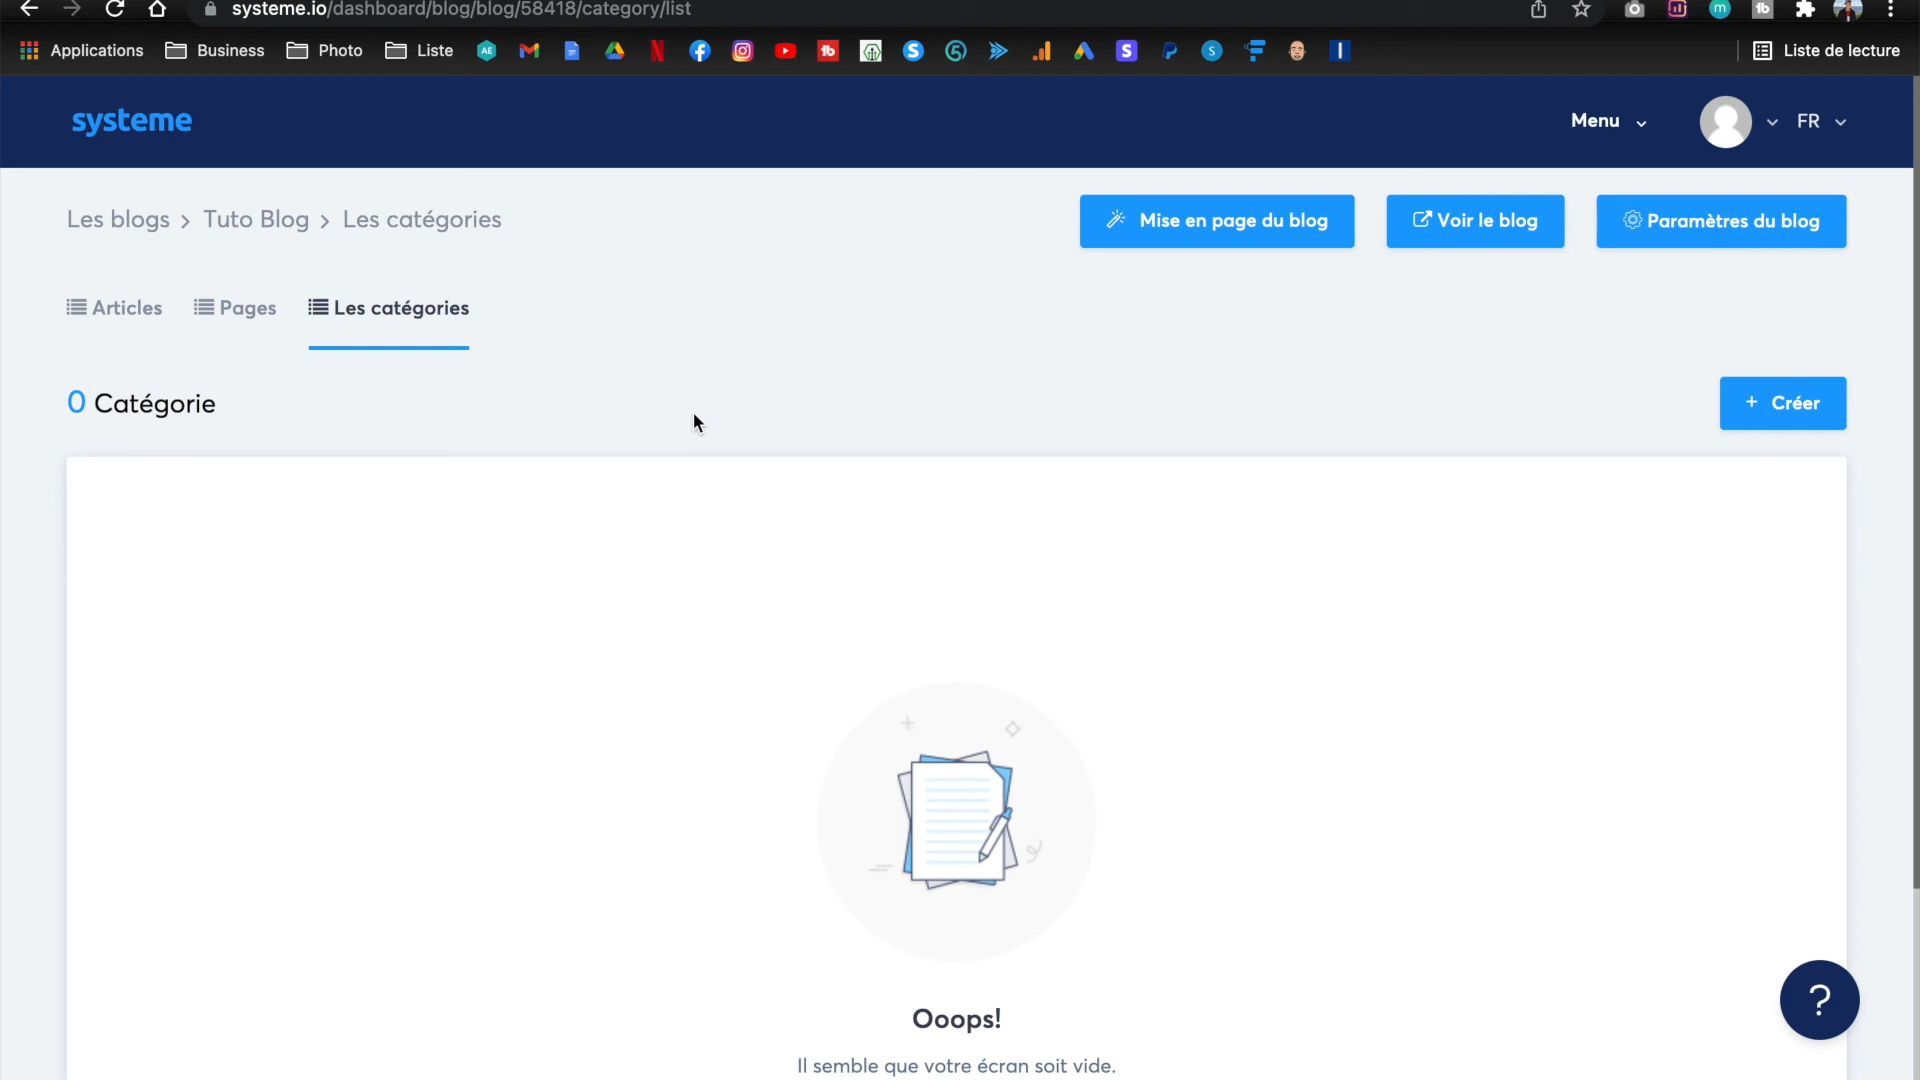 systeme.io/dashboard/blog/blog/58418/category/list
Applications Business Photo Liste Liste de lecture
systeme
Menu FR
Les blogs > Tuto Blog > Les catégories
Mise en page du blog
Voir le blog
Paramètres du blog
Articles Pages Les catégories
0 Catégorie
+ Créer
Ooops!
Il semble que votre écran soit vide.
?